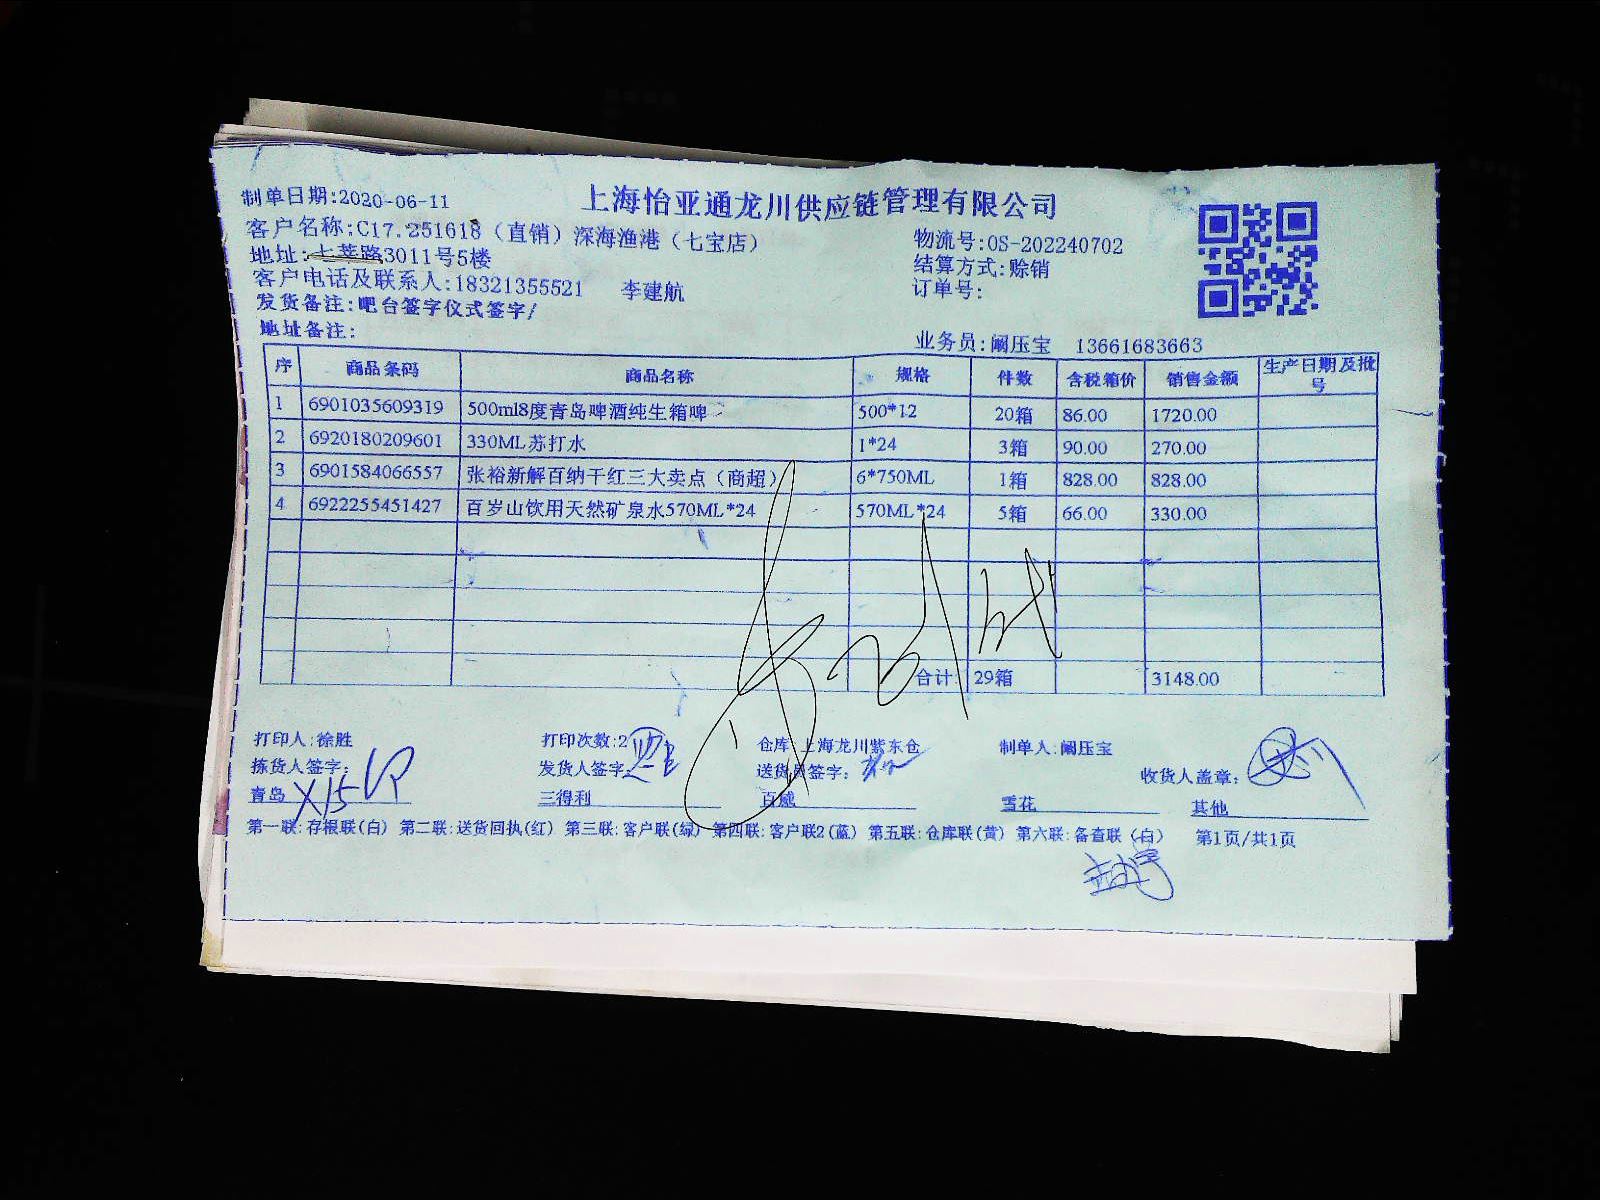 上海怡亚通龙川供应链管理有限公司
制单日期:2020-06-11
客户名称:C17.251618（直销）深海渔港（七宝店）
物流号:OS-202240702
地址:七莘路3011号5楼
结算方式:赊销
客户电话及联系人:18321355521 李建航
订单号:
发货备注:吧台签字仪式签字/
地址备注:
业务员:阚压宝 13661683663
序 商品条码 商品名称 规格 件数 含税箱价 销售金额 生产日期及批号
1 6901035609319 500ml8度青岛啤酒纯生箱啤 500*12 20箱 86.00 1720.00
2 6920180209601 330ML苏打水 1*24 3箱 90.00 270.00
3 6901584066557 张裕新解百纳干红三大卖点（商超） 6*750ML 1箱 828.00 828.00
4 6922255451427 百岁山饮用天然矿泉水570ML*24 570ML*24 5箱 66.00 330.00
合计 29箱 3148.00
打印人:徐胜 打印次数:2 仓库:上海龙川紫东仓 制单人:阚压宝
拣货人签字: 发货人签字: 送货员签字: 收货人盖章:
青岛 X15 三得利 百威 雪花 其他
第一联:存根联(白) 第二联:送货回执(红) 第三联:客户联(绿) 第四联:客户联2(蓝) 第五联:仓库联(黄) 第六联:备查联(白) 第1页/共1页